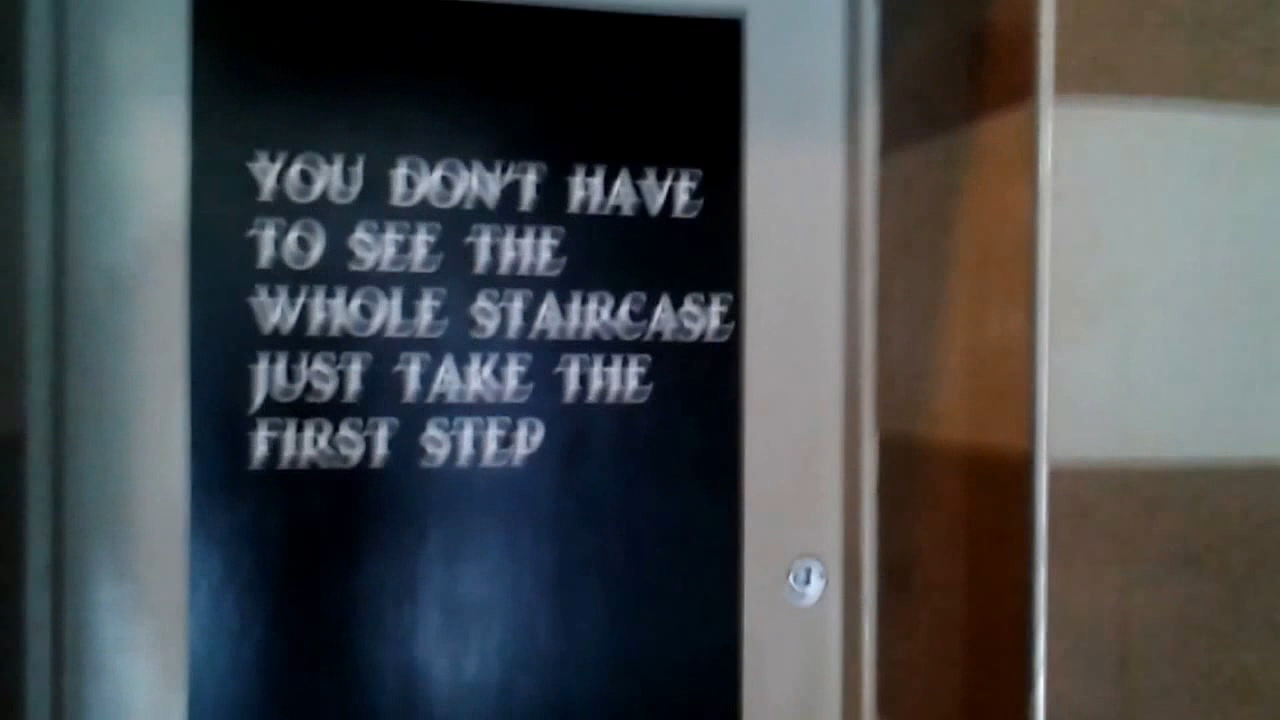 YOU DON'T HAVE
TO SEE THE
WHOLE STAIRCASE
JUST TAKE THE
FIRST STEP